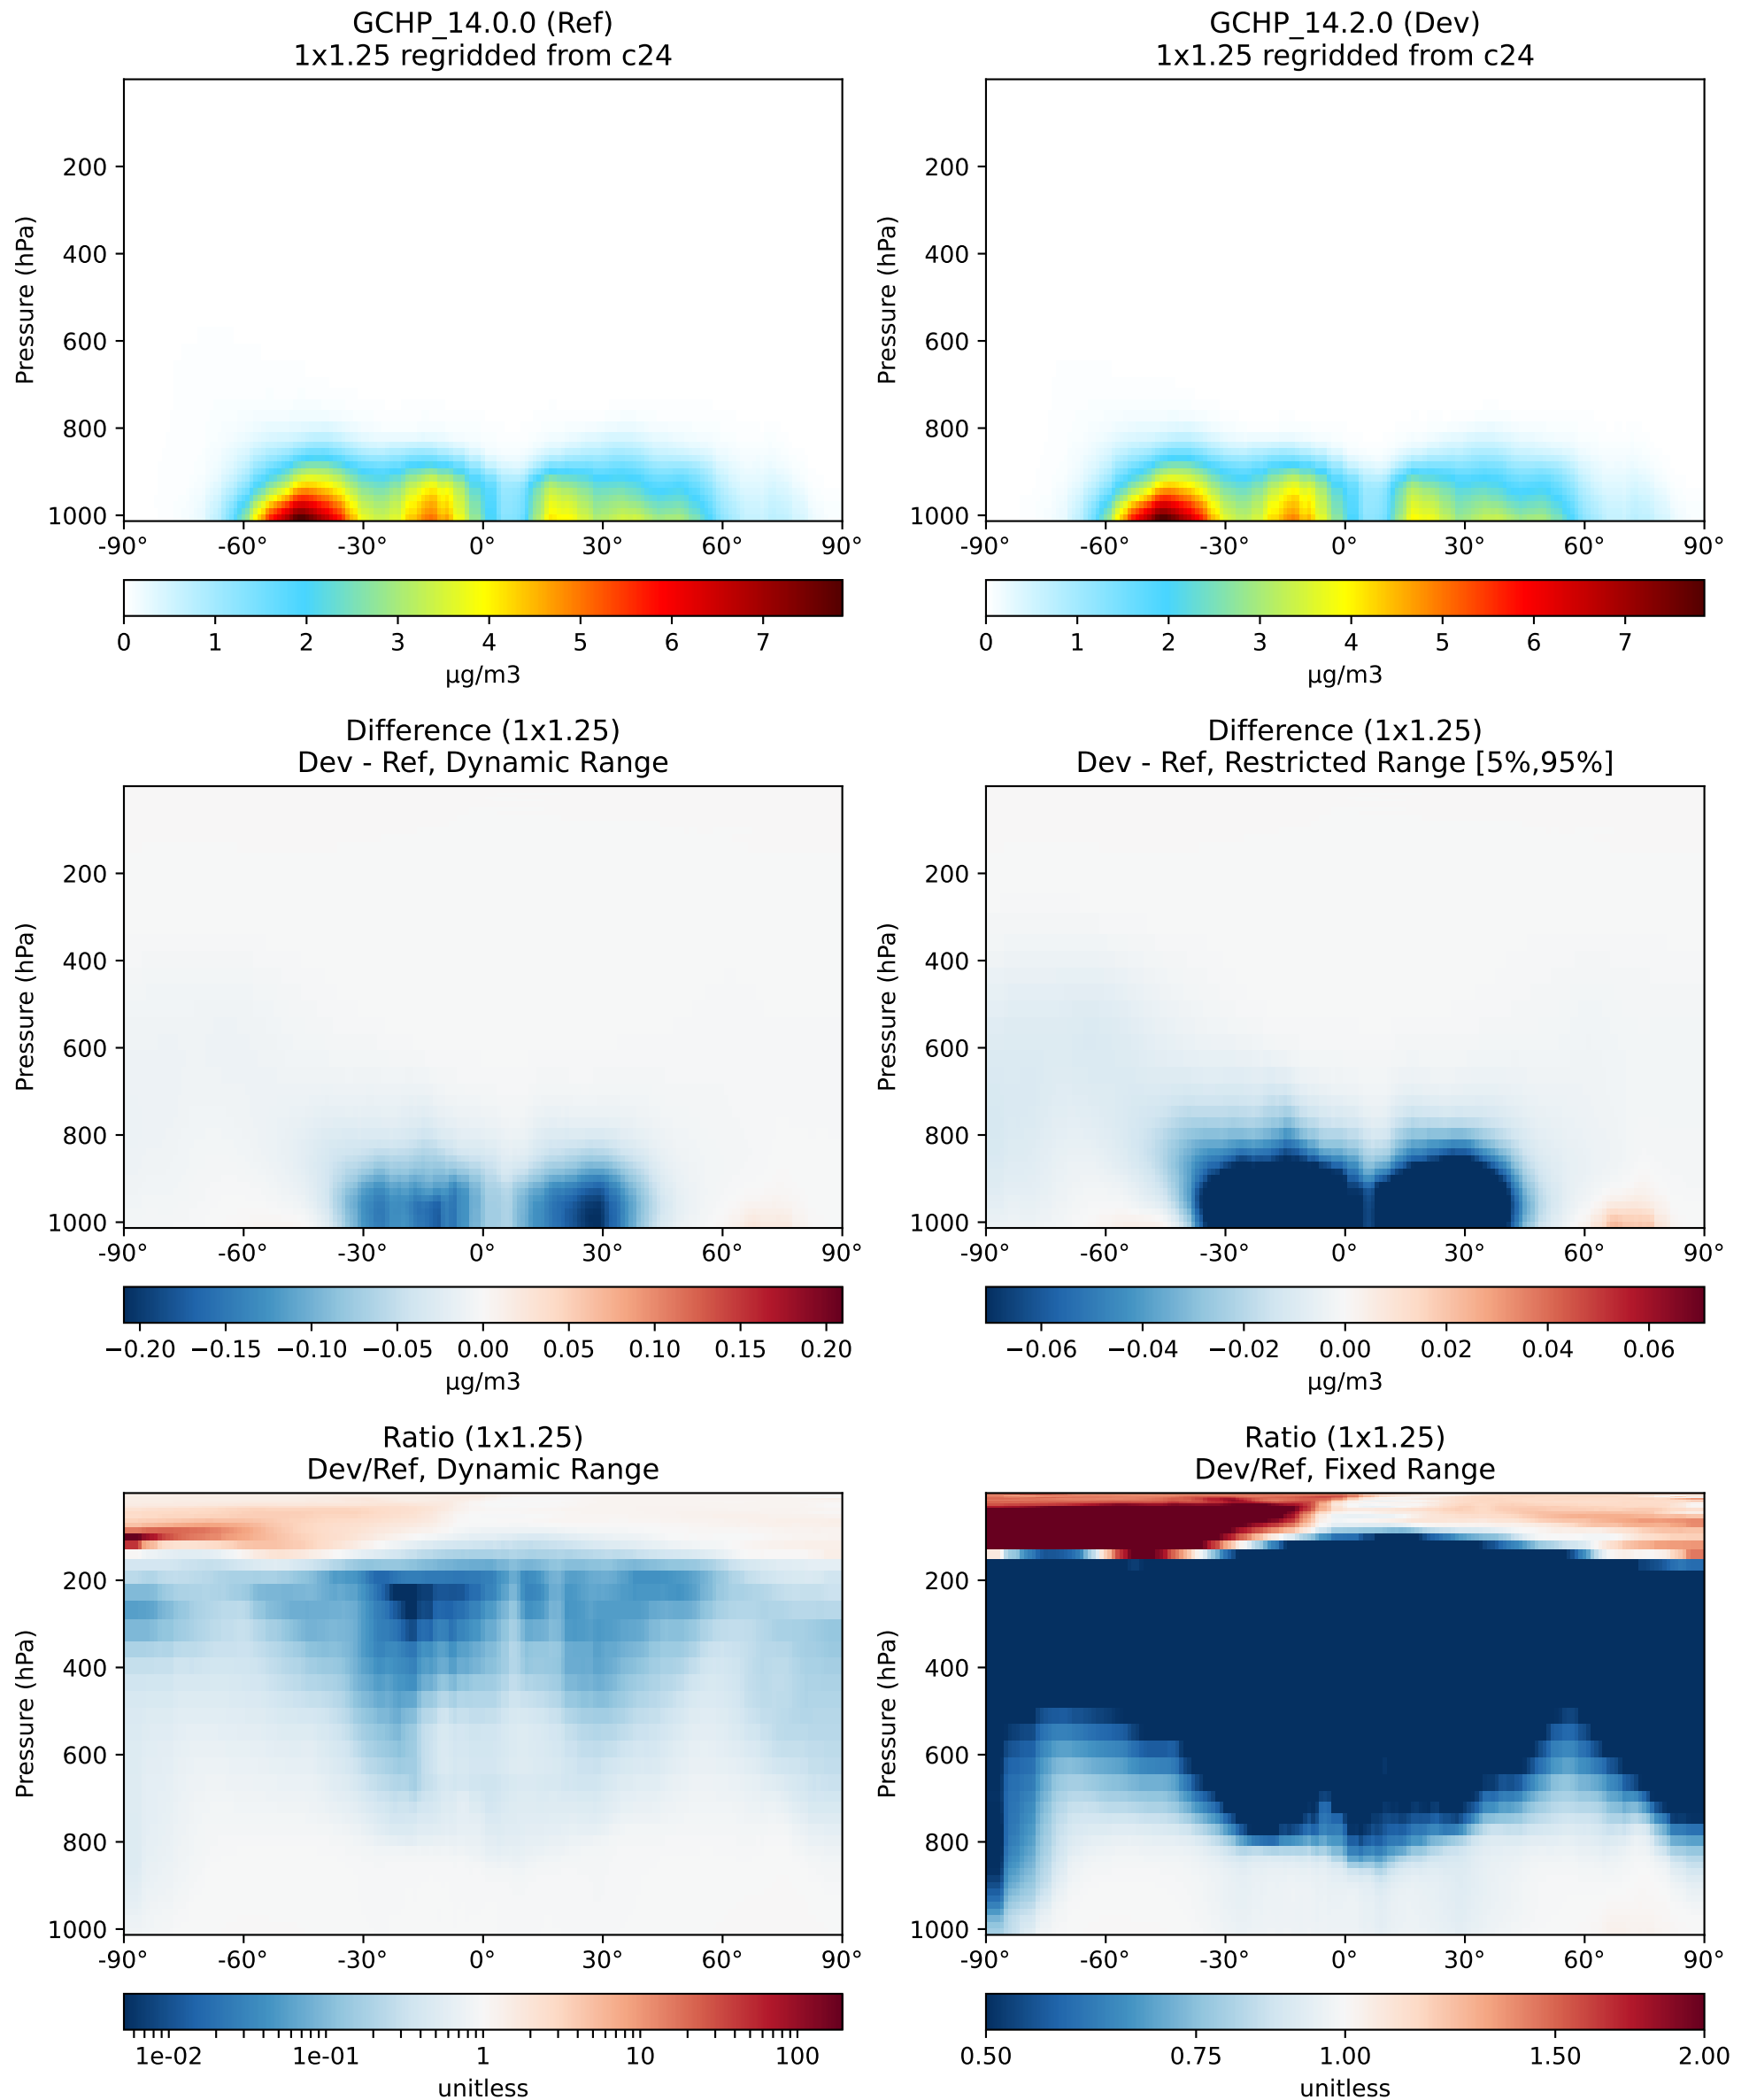 GCHP_14.0.0 (Ref)
1x1.25 regridded from c24
Pressure (hPa)
200
400
600
800
1000
-90° -60° -30° 0° 30° 60° 90°
0 1 2 3 4 5 6 7
µg/m3
GCHP_14.2.0 (Dev)
1x1.25 regridded from c24
Pressure (hPa)
200
400
600
800
1000
-90° -60° -30° 0° 30° 60° 90°
0 1 2 3 4 5 6 7
µg/m3
Difference (1x1.25)
Dev - Ref, Dynamic Range
Pressure (hPa)
200
400
600
800
1000
-90° -60° -30° 0° 30° 60° 90°
−0.20 −0.15 −0.10 −0.05 0.00 0.05 0.10 0.15 0.20
µg/m3
Difference (1x1.25)
Dev - Ref, Restricted Range [5%,95%]
Pressure (hPa)
200
400
600
800
1000
-90° -60° -30° 0° 30° 60° 90°
−0.06 −0.04 −0.02 0.00 0.02 0.04 0.06
µg/m3
Ratio (1x1.25)
Dev/Ref, Dynamic Range
Pressure (hPa)
200
400
600
800
1000
-90° -60° -30° 0° 30° 60° 90°
1e-02 1e-01 1 10 100
unitless
Ratio (1x1.25)
Dev/Ref, Fixed Range
Pressure (hPa)
200
400
600
800
1000
-90° -60° -30° 0° 30° 60° 90°
0.50 0.75 1.00 1.50 2.00
unitless